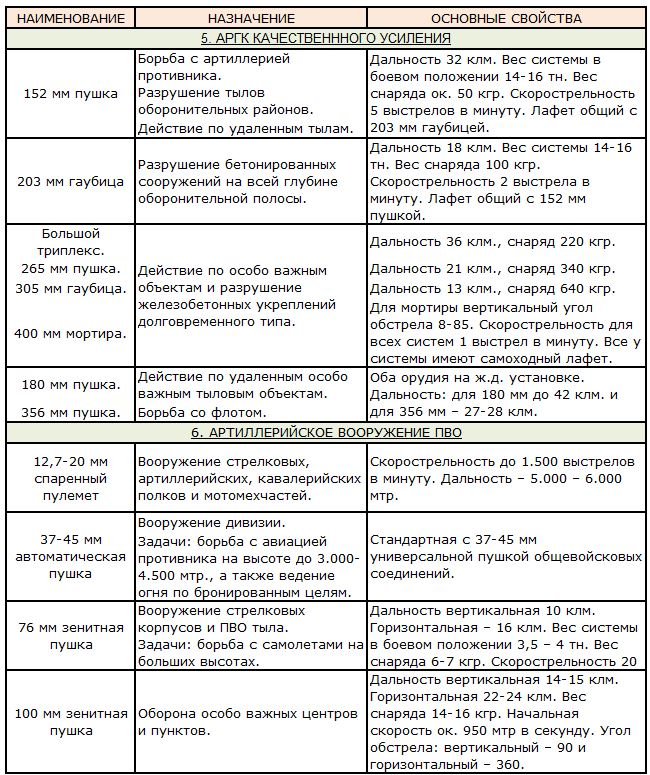 НАИМЕНОВАНИЕ
НАЗНАЧЕНИЕ
ОСНОВНЫЕ СВОЙСТВА
5. АРГК КАЧЕСТВЕНННОГО УСИЛЕНИЯ
152 мм пушка
Борьба с артиллерией
противника.
Разрушение тылов
оборонительных районов.
Действие по удаленным тылам.
Дальность 32 клм. Вес системы в
боевом положении 14-16 тн. Вес
снаряда ок. 50 кгр. Скорострельность
5 выстрелов в минуту. Лафет общий с
203 мм гаубицей.
203 мм гаубица
Разрушение бетонированных
сооружений на всей глубине
оборонительной полосы.
Дальность 18 клм. Вес системы 14-16
тн. Вес снаряда 100 кгр.
Скорострельность 2 выстрела в
минуту. Лафет общий с 152 мм
пушкой.
Большой
триплекс.
265 мм пушка.
305 мм гаубица.
400 мм мортира.
Действие по особо важным
объектам и разрушение
железобетонных укреплений
долговременного типа.
Дальность 36 клм., снаряд 220 кгр.
Дальность 21 клм., снаряд 340 кгр.
Дальность 13 клм., снаряд 640 кгр.
Для мортиры вертикальный угол
обстрела 8-85. Скорострельность для
всех систем 1 выстрел в минуту. Все у
системы имеют самоходный лафет.
180 мм пушка.
356 мм пушка.
Действие по удаленным особо
важным тыловым объектам.
Борьба со флотом.
Оба орудия на ж.д. установке.
Дальность: для 180 мм до 42 клм. и
для 356 мм – 27-28 клм.
6. АРТИЛЛЕРИЙСКОЕ ВООРУЖЕНИЕ ПВО
12,7-20 мм
спаренный
пулемет
Вооружение стрелковых,
артиллерийских, кавалерийских
полков и мотомехчастей.
Скорострельность до 1.500 выстрелов
в минуту. Дальность – 5.000 – 6.000
мтр.
37-45 мм
автоматическая
пушка
Вооружение дивизии.
Задачи: борьба с авиацией
противника на высоте до 3.000-
4.500 мтр., а также ведение
огня по бронированным целям.
Стандартная с 37-45 мм
универсальной пушкой общевойсковых
соединений.
76 мм зенитная
пушка
Вооружение стрелковых
корпусов и ПВО тыла.
Задачи: борьба с самолетами на
больших высотах.
Дальность вертикальная 10 клм.
Горизонтальная – 16 клм. Вес системы
в боевом положении 3,5 – 4 тн. Вес
снаряда 6-7 кгр. Скорострельность 20
100 мм зенитная
пушка
Оборона особо важных центров
и пунктов.
Дальность вертикальная 14-15 клм.
Горизонтальная 22-24 клм. Вес
снаряда 14-16 кгр. Начальная
скорость ок. 950 мтр в секунду. Угол
обстрела: вертикальный – 90 и
горизонтальный – 360.